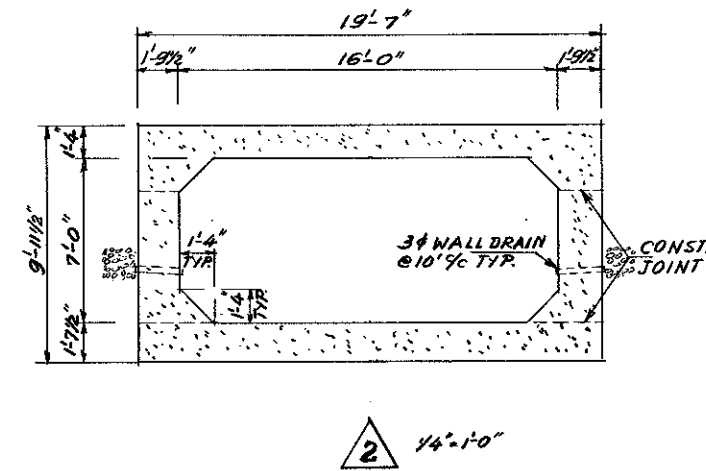 19'-7"
1'-9½" 16'-0" 1'-9½"
1'-4"
9'-11½"
7'-0"
1'-7½"
1'-4"
TYP.
1'-4"
TYP.
3⌀ WALL DRAIN
@ 10' c/c TYP.
CONST.
JOINT
2 ¼"=1'-0"